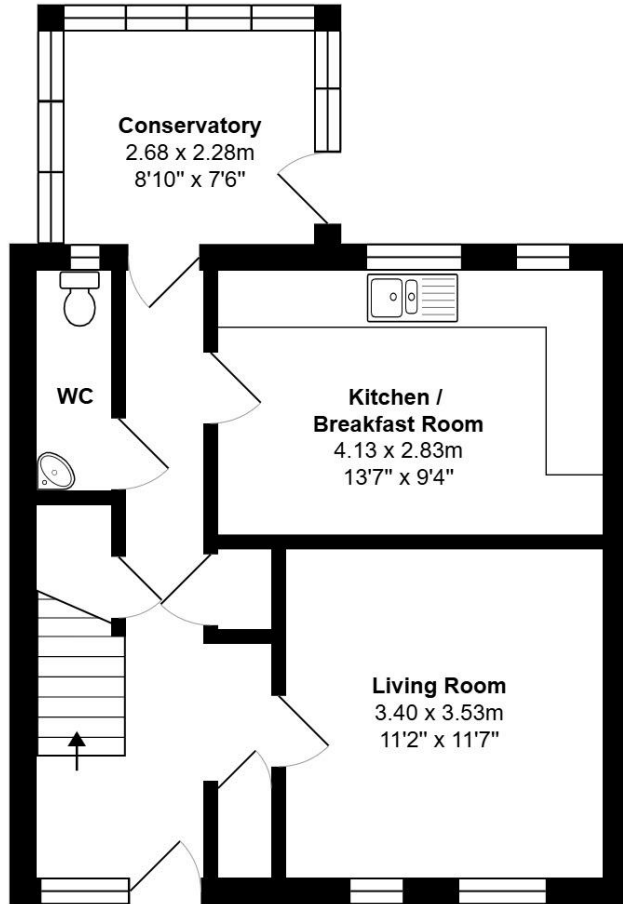 Conservatory
2.68 x 2.28m
8'10" x 7'6"
WC
Kitchen /
Breakfast Room
4.13 x 2.83m
13'7" x 9'4"
Living Room
3.40 x 3.53m
11'2" x 11'7"